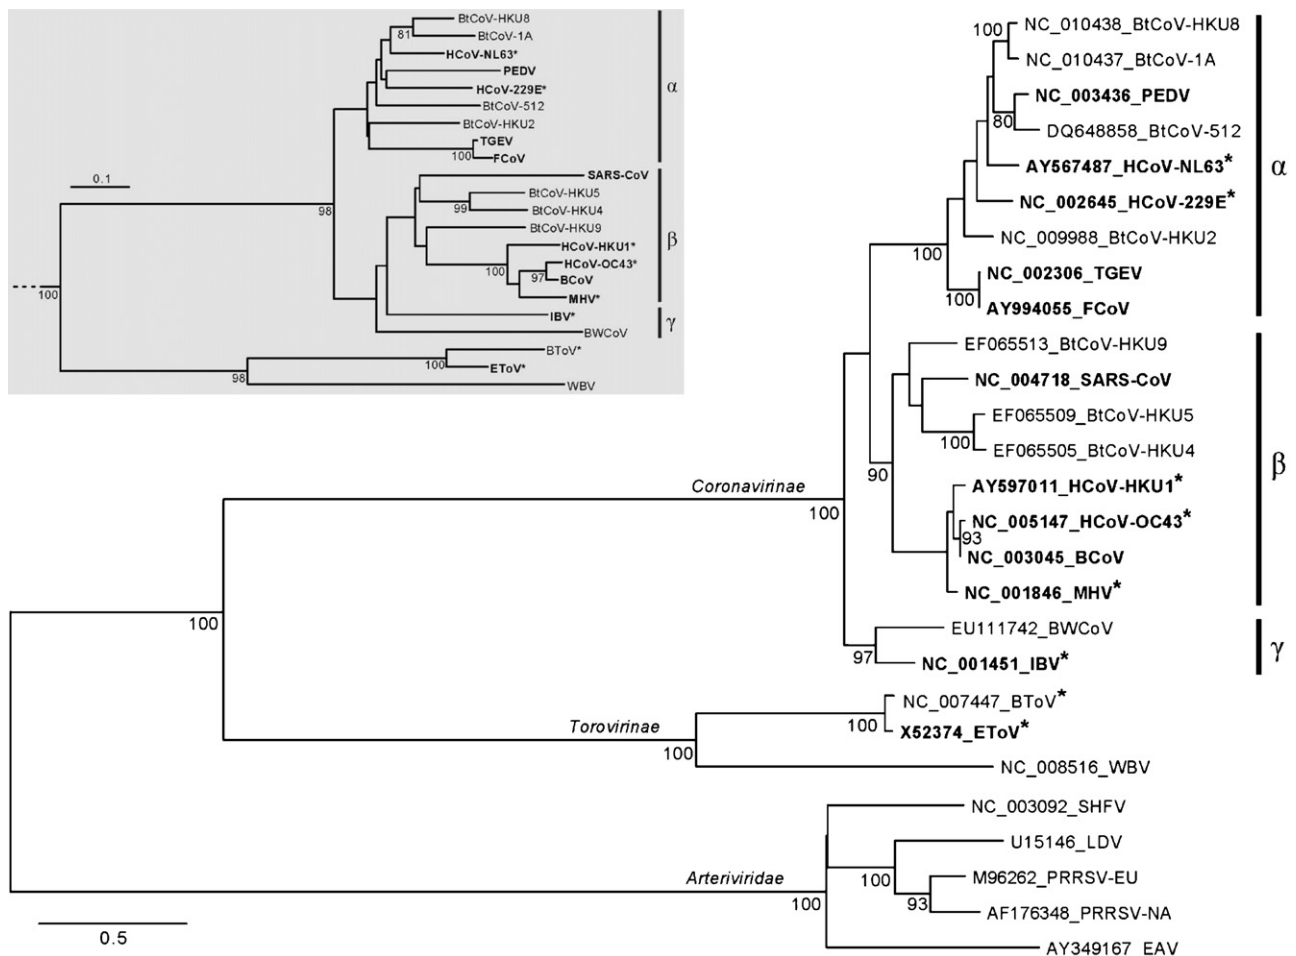 BtCoV-HKU8
81
BtCoV-1A
HCoV-NL63*
PEDV
HCoV-229E*
BtCoV-512
BtCoV-HKU2
TGEV
100
FCoV
α
0.1
98
SARS-CoV
BtCoV-HKU5
99
BtCoV-HKU4
BtCoV-HKU9
HCoV-HKU1*
100
HCoV-OC43*
97
BCoV
MHV*
β
100
IBV*
BWCoV
γ
BToV*
100
EToV*
98
WBV
100
NC_010438_BtCoV-HKU8
NC_010437_BtCoV-1A
NC_003436_PEDV
80
DQ648858_BtCoV-512
AY567487_HCoV-NL63*
NC_002645_HCoV-229E*
NC_009988_BtCoV-HKU2
100
NC_002306_TGEV
100
AY994055_FCoV
α
EF065513_BtCoV-HKU9
NC_004718_SARS-CoV
EF065509_BtCoV-HKU5
100
EF065505_BtCoV-HKU4
90
AY597011_HCoV-HKU1*
NC_005147_HCoV-OC43*
93
NC_003045_BCoV
NC_001846_MHV*
β
Coronavirinae
100
EU111742_BWCoV
97
NC_001451_IBV*
γ
100
NC_007447_BToV*
Torovirinae
100
X52374_EToV*
100
NC_008516_WBV
NC_003092_SHFV
U15146_LDV
100
M96262_PRRSV-EU
Arteriviridae
93
AF176348_PRRSV-NA
100
AY349167_EAV
0.5